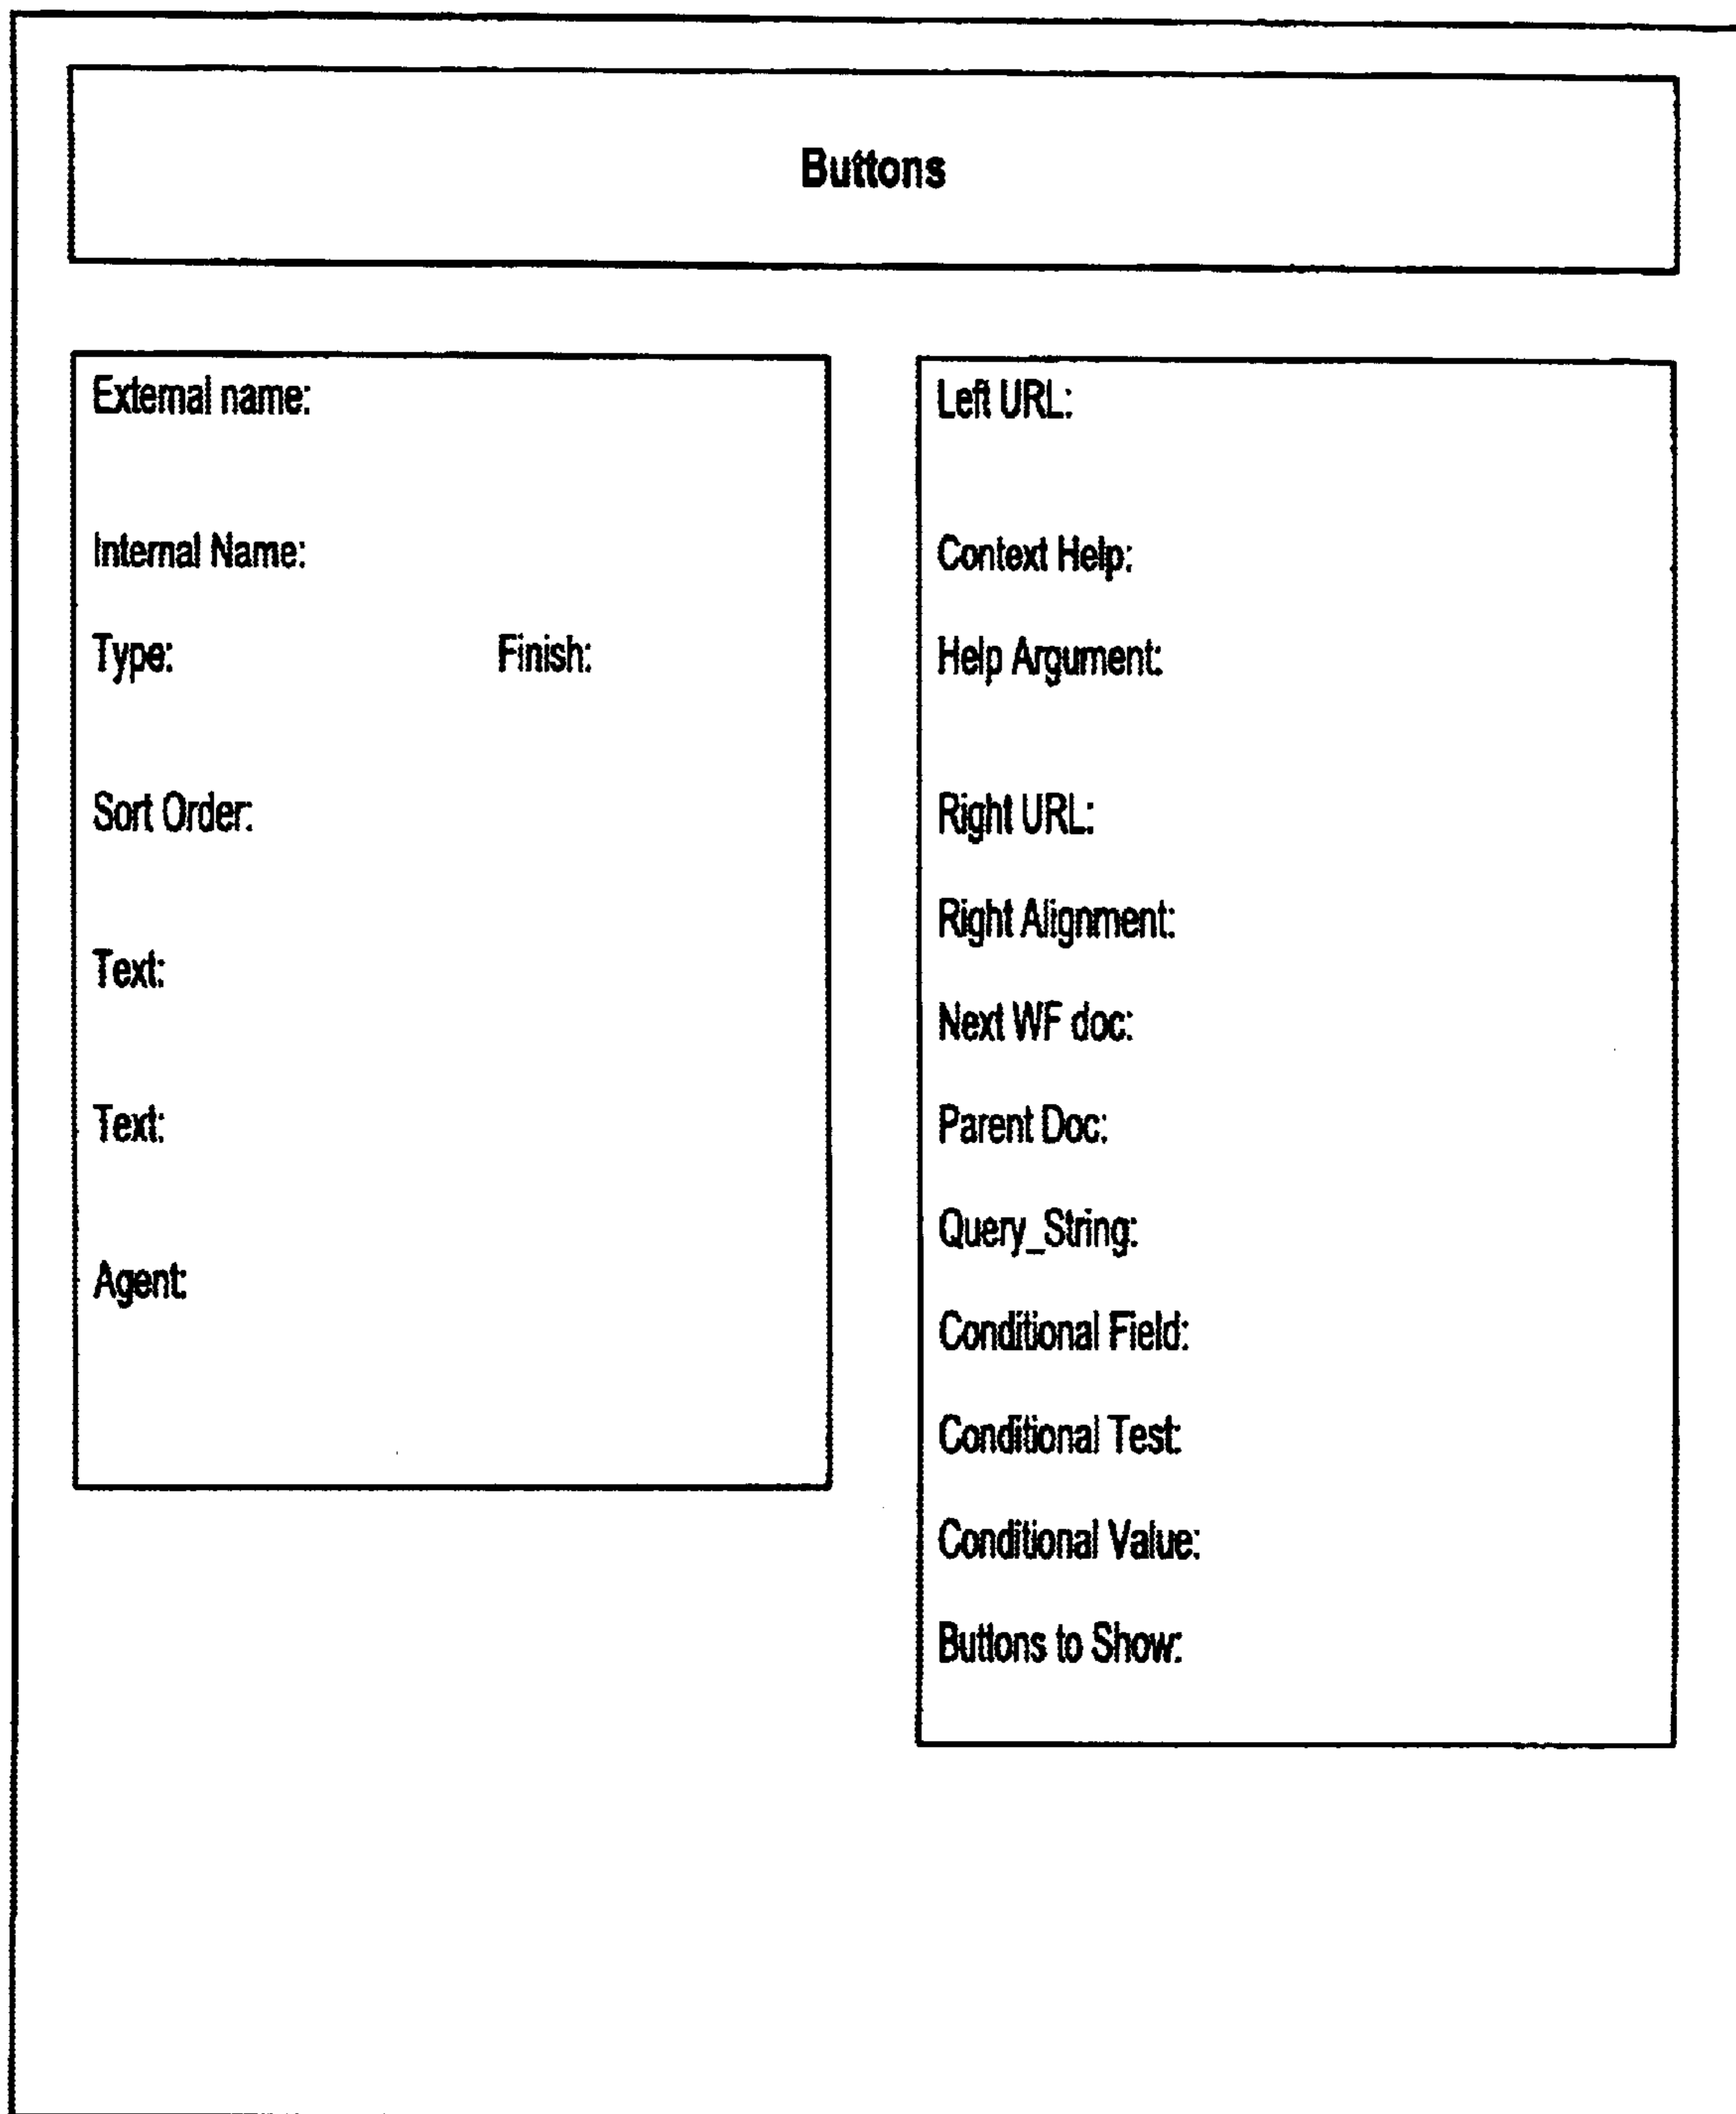 Buttons
External name:
Internal Name:
Type: Finish:
Sort Order:
Text:
Text:
Agent:
Left URL:
Context Help:
Help Argument:
Right URL:
Right Alignment:
Next WF doc:
Parent Doc:
Query_String:
Conditional Field:
Conditional Test:
Conditional Value:
Buttons to Show: